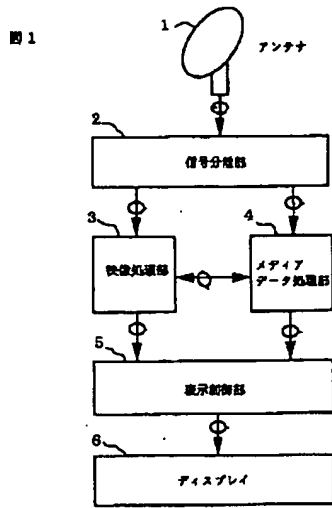 図1
1
アンテナ
2
信号分離部
3
映像処理部
4
メディア
データ処理部
5
表示制御部
6
ディスプレイ